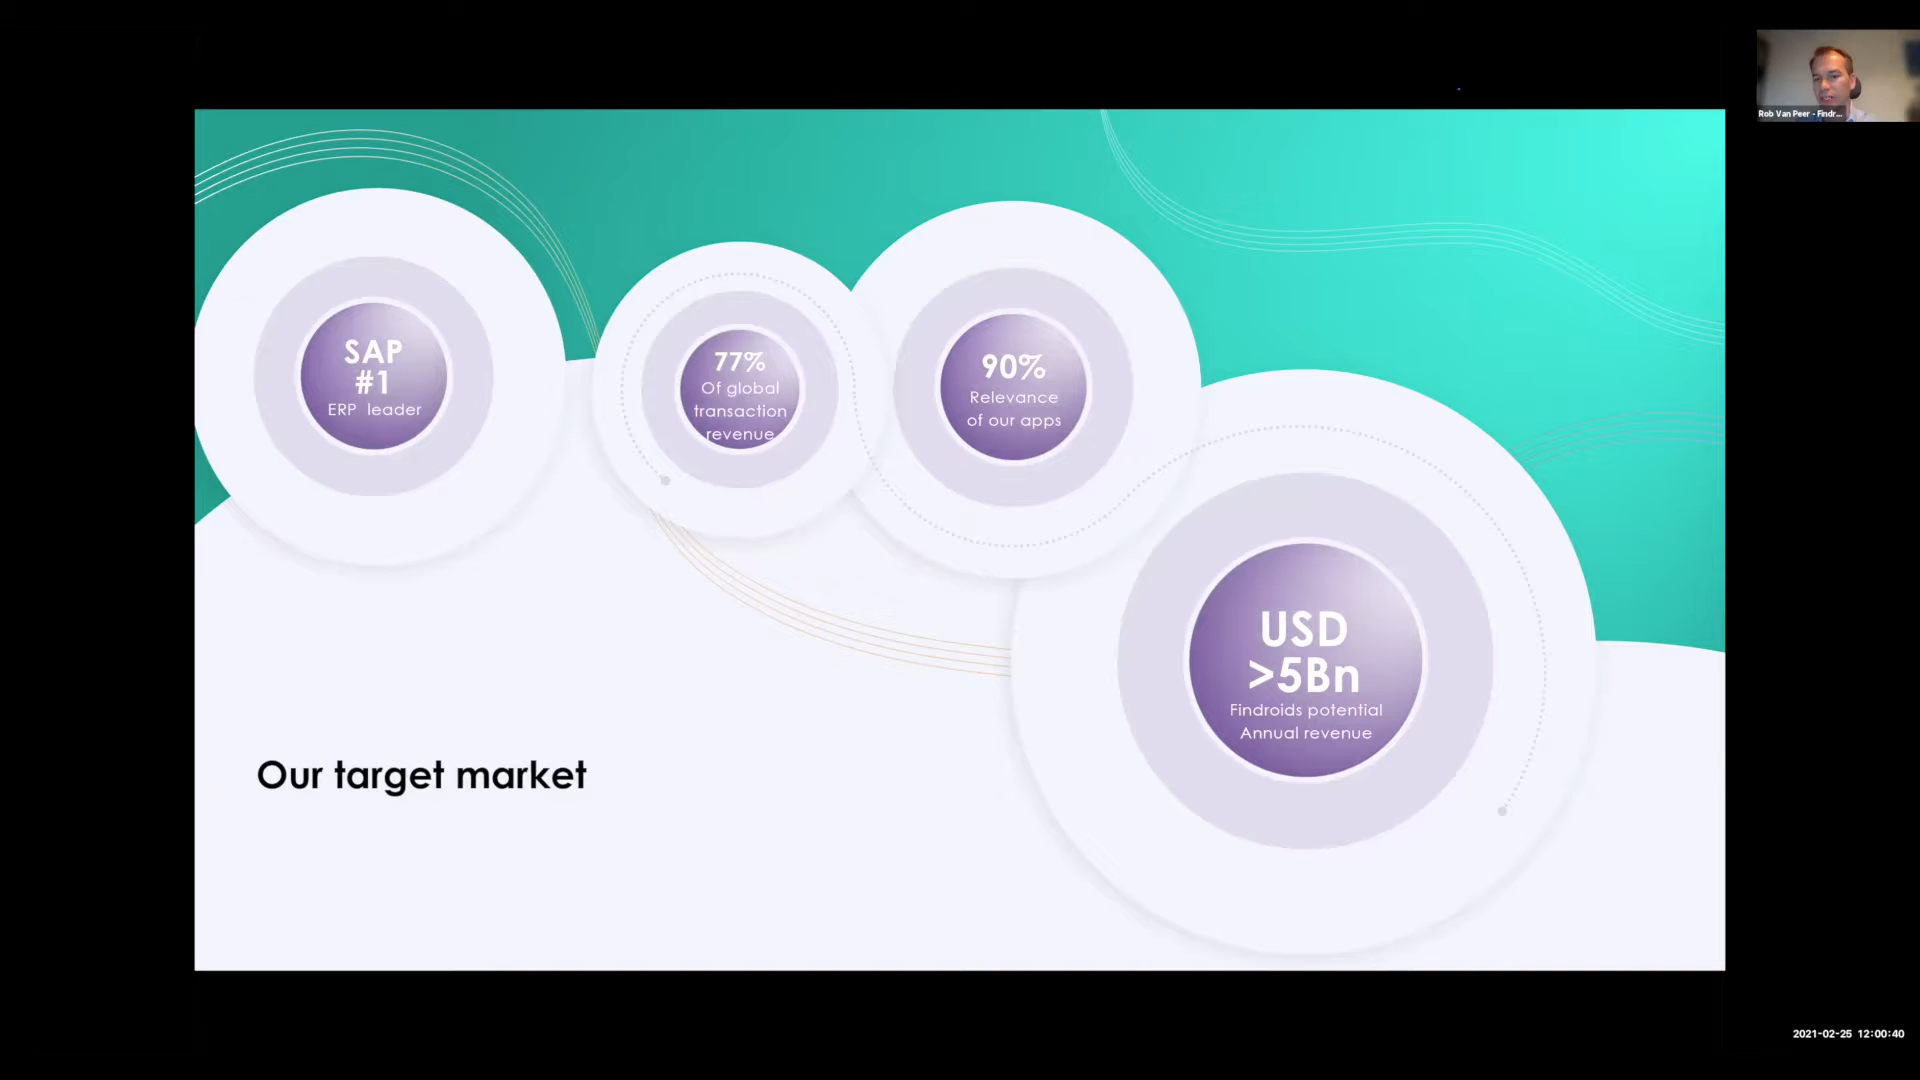 Rob Van Peer - Findr...
SAP
#1
ERP leader
77%
Of global
transaction
revenue
90%
Relevance
of our apps
USD
>5Bn
Findroids potential
Annual revenue
Our target market
2021-02-25 12:00:40